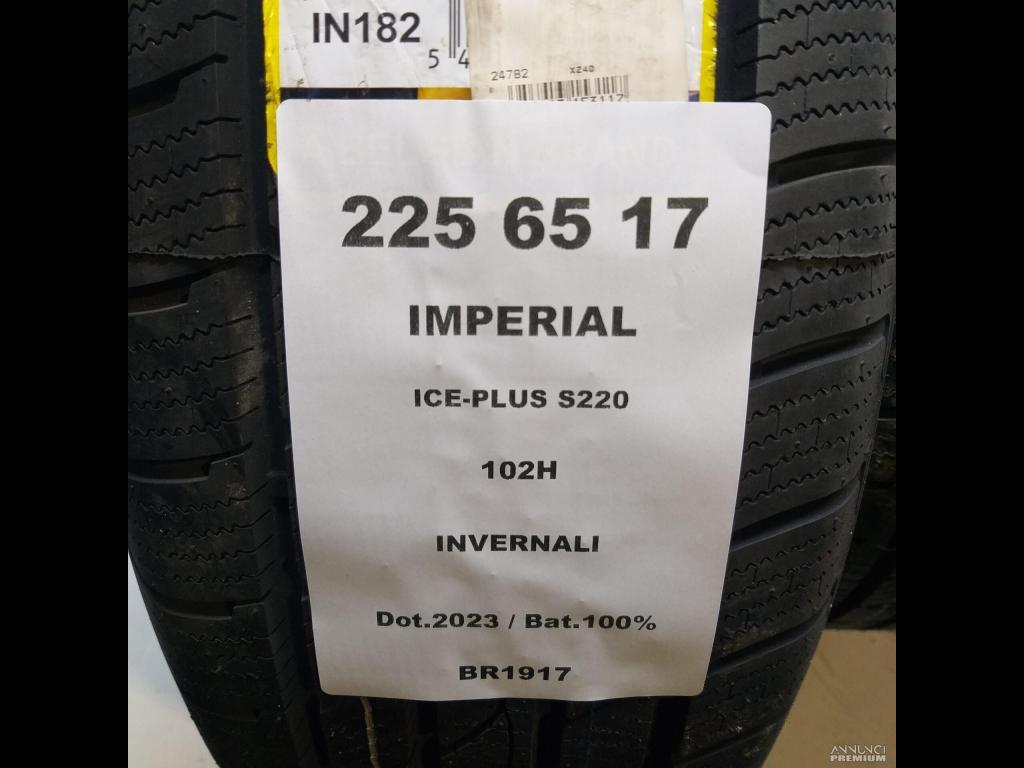 IN182
5 4
24782 XZ40
225 65 17
IMPERIAL
ICE-PLUS S220
102H
INVERNALI
Dot.2023 / Bat.100%
BR1917
ANNUNCI
PREMIUM